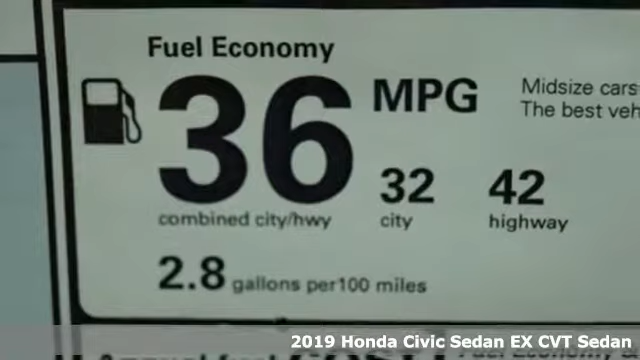 Fuel Economy
36 MPG
Midsize cars
The best veh
32 42
combined city/hwy city highway
2.8 gallons per100 miles
2019 Honda Civic Sedan EX CVT Sedan